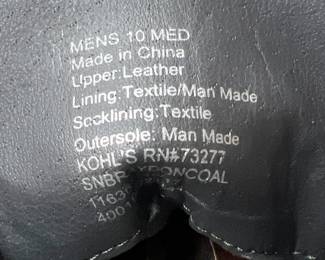 MENS 10 MED
Made in China
Upper:Leather
Lining:Textile/Man Made
Socklining:Textile
Outersole: Man Made
KOHL'S RN#73277